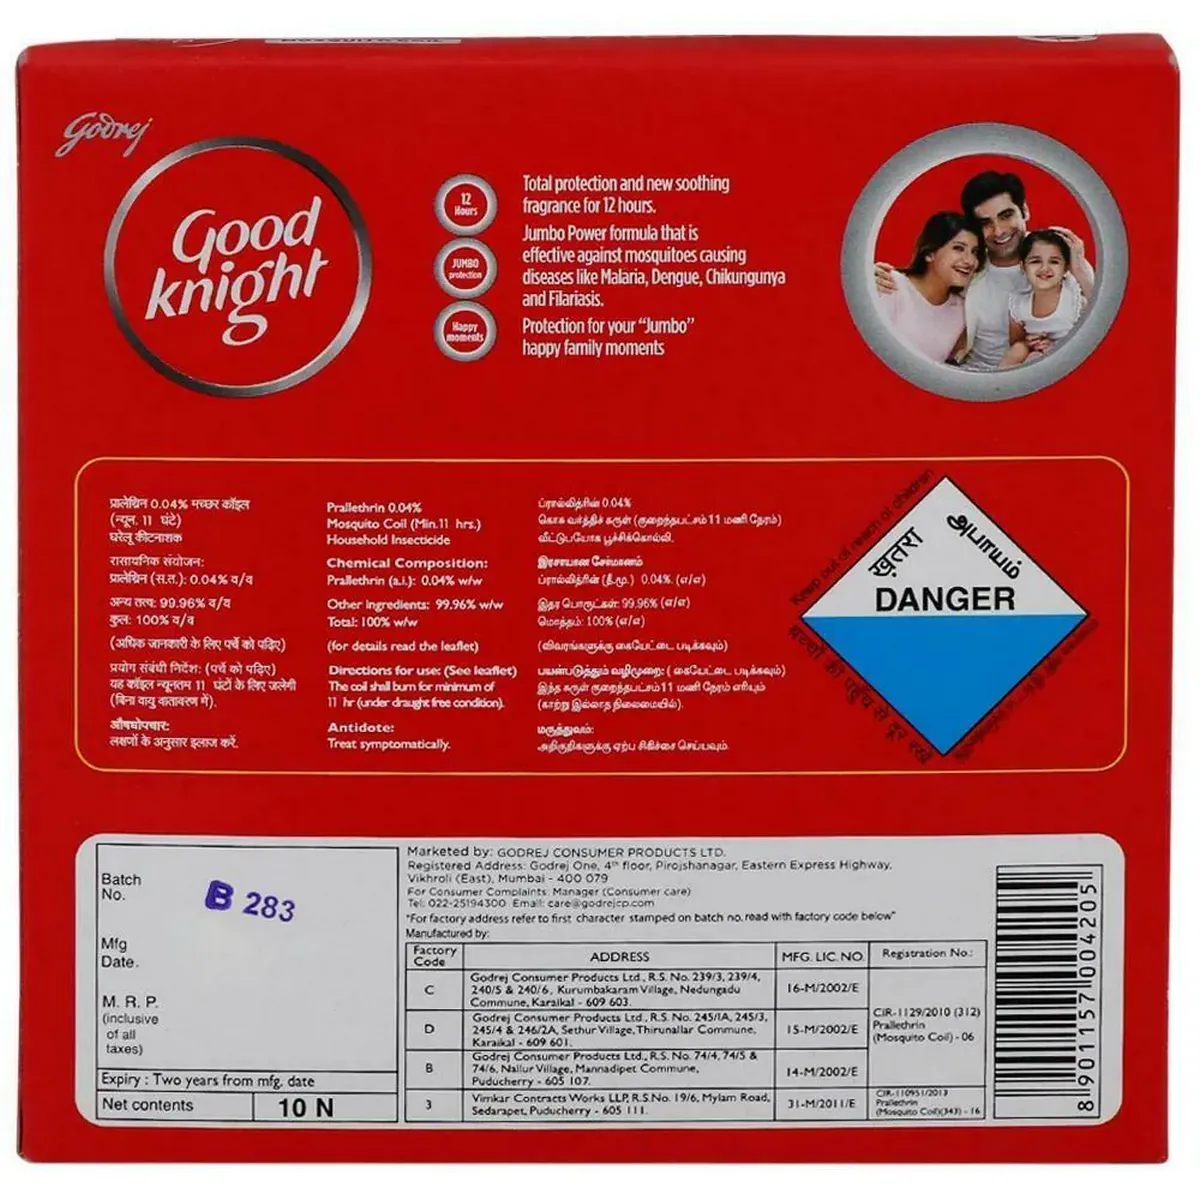 Godrej
Good
knight
12
Hours
Total protection and new soothing
fragrance for 12 hours.
JUMBO
protection
Jumbo Power formula that is
effective against mosquitoes causing
diseases like Malaria, Dengue, Chikungunya
and Filariasis.
Happy
moments
Protection for your “Jumbo”
happy family moments
प्रालेथ्रिन 0.04% मच्छर कॉइल
(न्यून. 11 घंटे)
घरेलू कीटनाशक
रासायनिक संयोजन:
प्रालेथ्रिन (स.त.): 0.04% व/व
अन्य तत्व: 99.96% व/व
कुल: 100% व/व
(अधिक जानकारी के लिए पर्चे को पढ़िए)
प्रयोग संबंधी निर्देश: (पर्चे को पढ़िए)
यह कॉइल न्यूनतम 11 घंटों के लिए जलेगी
(बिना वायु वातावरण में).
औषधोपचार:
लक्षणों के अनुसार इलाज करें.
Prallethrin 0.04%
Mosquito Coil (Min.11 hrs.)
Household Insecticide
Chemical Composition:
Prallethrin (a.i.): 0.04% w/w
Other ingredients: 99.96% w/w
Total: 100% w/w
(for details read the leaflet)
Directions for use: (See leaflet)
The coil shall burn for minimum of
11 hr (under draught free condition).
Antidote:
Treat symptomatically.
ப்ராலித்ரின் 0.04%
கொசு வர்த்திச் சுருள் (குறைந்தபட்சம் 11 மணி நேரம்)
வீட்டுபயோக பூச்சிக்கொல்லி.
இரசாயான சேர்மானம்
ப்ராலித்ரின் (தீ.மூ.) 0.04%. (எ/எ)
இதர பொருட்கள்: 99.96% (எ/எ)
மொத்தம்: 100% (எ/எ)
(விவரங்களுக்கு கையேட்டை படிக்கவும்)
பயன்படுத்தும் வழிமுறை: (கையேட்டை படிக்கவும்)
இந்த சுருள் குறைந்தபட்சம் 11 மணி நேரம் எரியும்
(காற்று இல்லாத நிலைமையில்).
மருத்துவம்:
அறிகுறிகளுக்கு ஏற்ப சிகிச்சை செய்யவும்.
Keep out of reach of children
ख़तरा
அபாயம்
DANGER
बच्चों की पहुंच से दूर रखें
Batch
No.
B 283
Mfg
Date.
M. R. P.
(inclusive
of all
taxes)
Expiry : Two years from mfg. date
Net contents 10 N
Marketed by: GODREJ CONSUMER PRODUCTS LTD.
Registered Address: Godrej One, 4th floor, Pirojshanagar, Eastern Express Highway,
Vikhroli (East), Mumbai - 400 079
For Consumer Complaints: Manager (Consumer care)
Tel: 022-25194300 Email: care@godrejcp.com
"For factory address refer to first character stamped on batch no. read with factory code below"
Manufactured by:
Factory
Code
ADDRESS
MFG. LIC. NO.
Registration No.:
C
Godrej Consumer Products Ltd., R.S. No. 239/3, 239/4,
240/5 & 240/6, Kurumbakaram Village, Nedungadu
Commune, Karaikal - 609 603.
16-M/2002/E
D
Godrej Consumer Products Ltd., R.S. No. 245/1A, 245/3,
245/4 & 246/2A, Sethur Village, Thirunallar Commune,
Karaikal - 609 601.
15-M/2002/E
CIR-1129/2010 (312)
Prallethrin
(Mosquito Coil) - 06
B
Godrej Consumer Products Ltd., R.S. No. 74/4, 74/5 &
74/6, Nallur Village, Mannadipet Commune,
Puducherry - 605 107.
14-M/2002/E
3
Vimkar Contracts Works LLP, R.S.No. 19/6, Mylam Road,
Sedarapet, Puducherry - 605 111.
31-M/2011/E
CIR-110951/2013
Prallethrin
(Mosquito Coil)(343) - 16
8901157004205